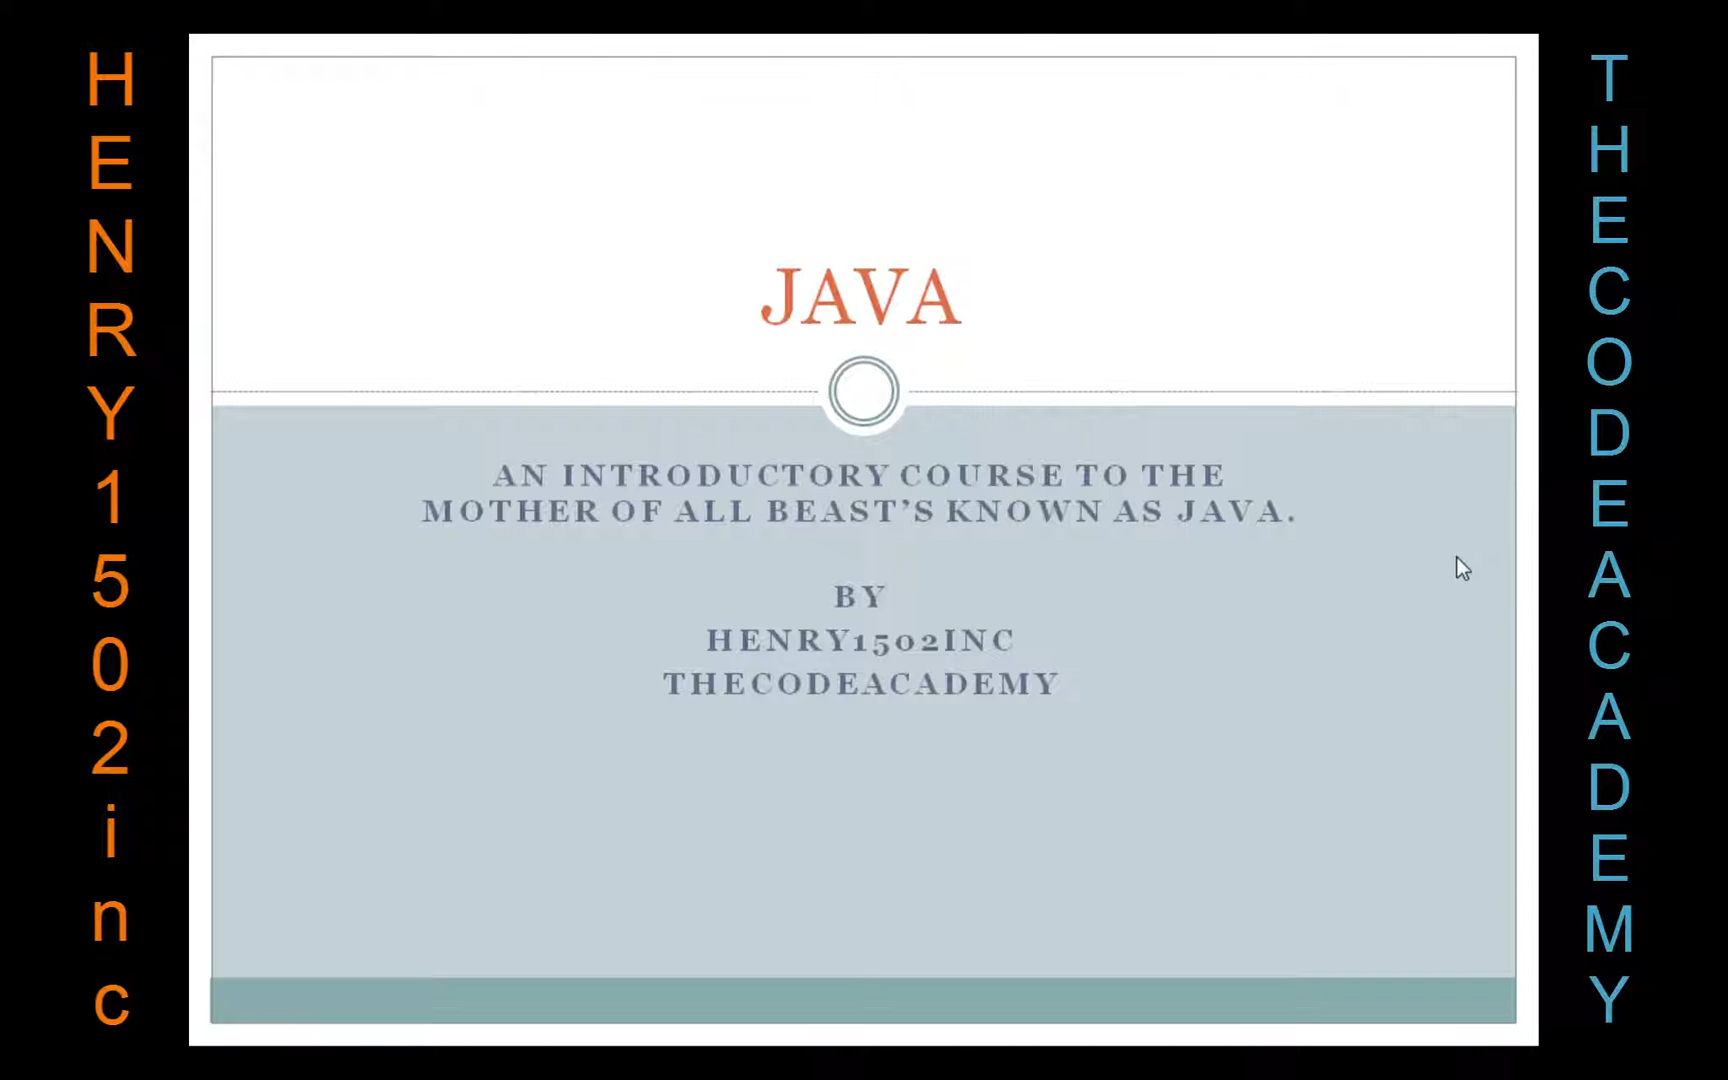 HENRY1502inc
JAVA
AN INTRODUCTORY COURSE TO THE
MOTHER OF ALL BEAST’S KNOWN AS JAVA.
BY
HENRY1502INC
THECODEACADEMY
THECODEACADEMY